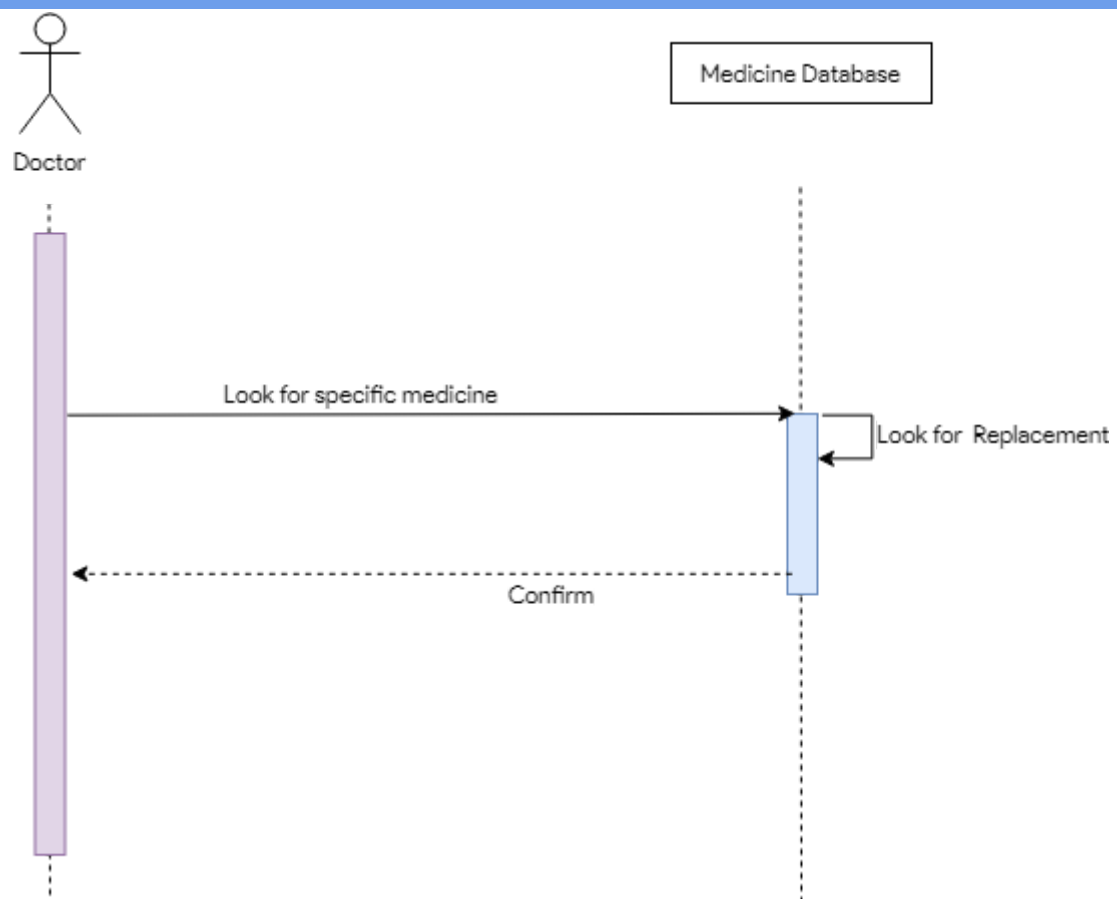 Medicine Database
Doctor
Look for specific medicine
Look for  Replacement
Confirm